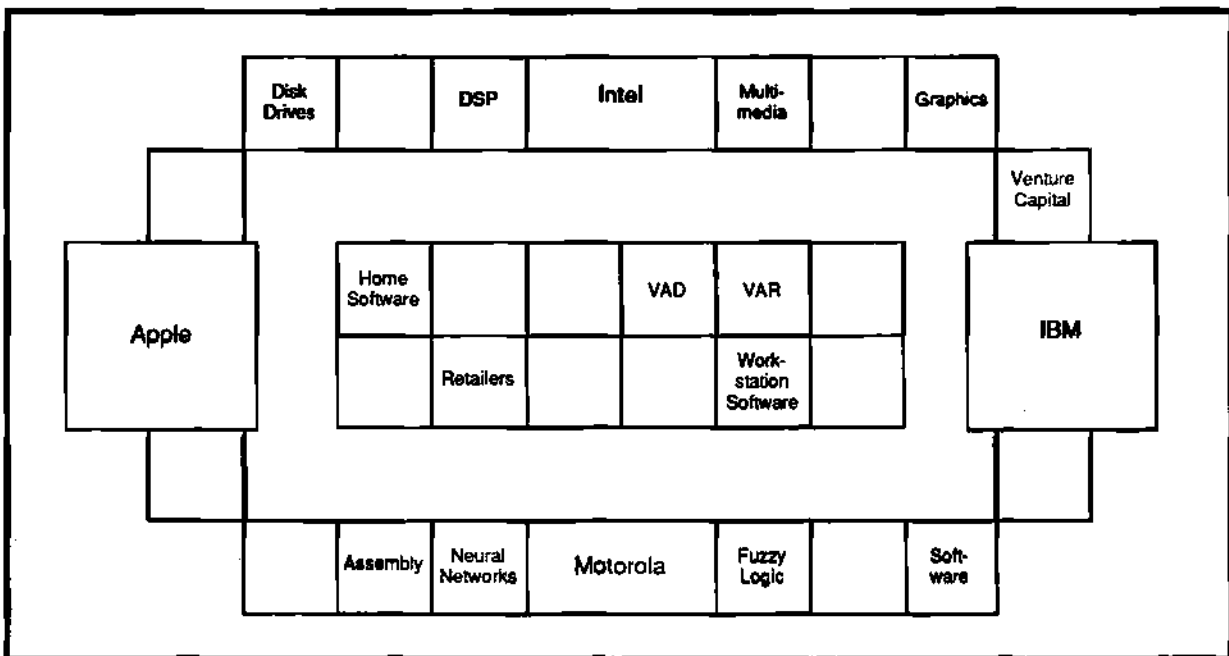 Disk
Drives
DSP
Intel
Multi-
media
Graphics
Venture
Capital
Home
Software
VAD
VAR
Apple
IBM
Retailers
Work-
station
Software
Assembly
Neural
Networks
Motorola
Fuzzy
Logic
Soft-
ware